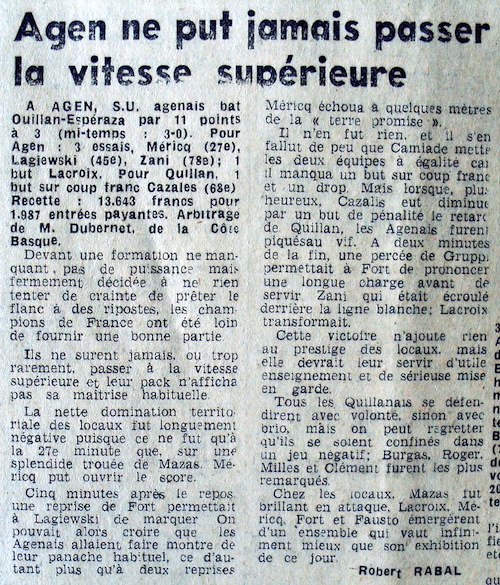 Agen ne put jamais passer
la vitesse supérieure
A AGEN, S.U. agenais bat
Quillan-Espéraza par 11 points
à 3 (mi-temps : 3-0). Pour
Agen : 3 essais, Méricq (27e),
Lagiewski (45e), Zani (78e) ; 1
but Lacroix. Pour Quillan, 1
but sur coup franc Cazales (68e)
Recette : 13.643 francs pour
1.987 entrées payantes. Arbitrage
de M. Dubernet, de la Côte
Basque.
Devant une formation ne man-
quant pas de puissance mais
fermement décidée à ne rien
tenter de crainte de prêter le
flanc à des ripostes, les cham-
pions de France ont été loin
de fournir une bonne partie
Ils ne surent jamais, ou trop
rarement, passer à la vitesse
supérieure et leur pack n'afficha
pas sa maîtrise habituelle.
La nette domination territo-
riale des locaux fut longuement
négative puisque ce ne fut qu'à
la 27e minute que, sur une
splendide trouée de Mazas, Mé-
ricq put ouvrir le score.
Cinq minutes après le repos,
une reprise de Fort permettait
à Lagiewski de marquer On
pouvait alors croire que les
Agenais allaient faire montre de
leur panache habituel, ce d'au-
tant plus qu'à deux reprises
Méricq échoua à quelques mètres
de la « terre promise ».
Il n'en fut rien, et il s'en
fallut de peu que Camiade mette
les deux équipes à égalité car
il manqua un but sur coup franc
et un drop. Mais lorsque, plus
heureux, Cazalis eut diminué
par un but de pénalité le retard
de Quillan, les Agenais furent
piquésau vif. A deux minutes
de la fin, une percée de Gruppi
permettait à Fort de prononcer
une longue charge avant de
servir Zani qui était écroulé
derrière la ligne blanche; Lacroix
transformait.
Cette victoire n'ajoute rien
au prestige des locaux, mais
elle devrait leur servir d'utile
enseignement et de sérieuse mise
en garde.
Tous les Quillanais se défen-
dirent avec volonté, sinon avec
brio, mais on peut regretter
qu'ils se soient confinés dans
un jeu négatif; Burgas, Roger,
Milles et Clément furent les plus
remarqués.
Chez les locaux, Mazas fut
brillant en attaque, Lacroix, Mé-
ricq, Fort et Fausto émergèrent
d'un ensemble qui vaut infini-
ment mieux que son exhibition
de ce jour.
Robert RABAL